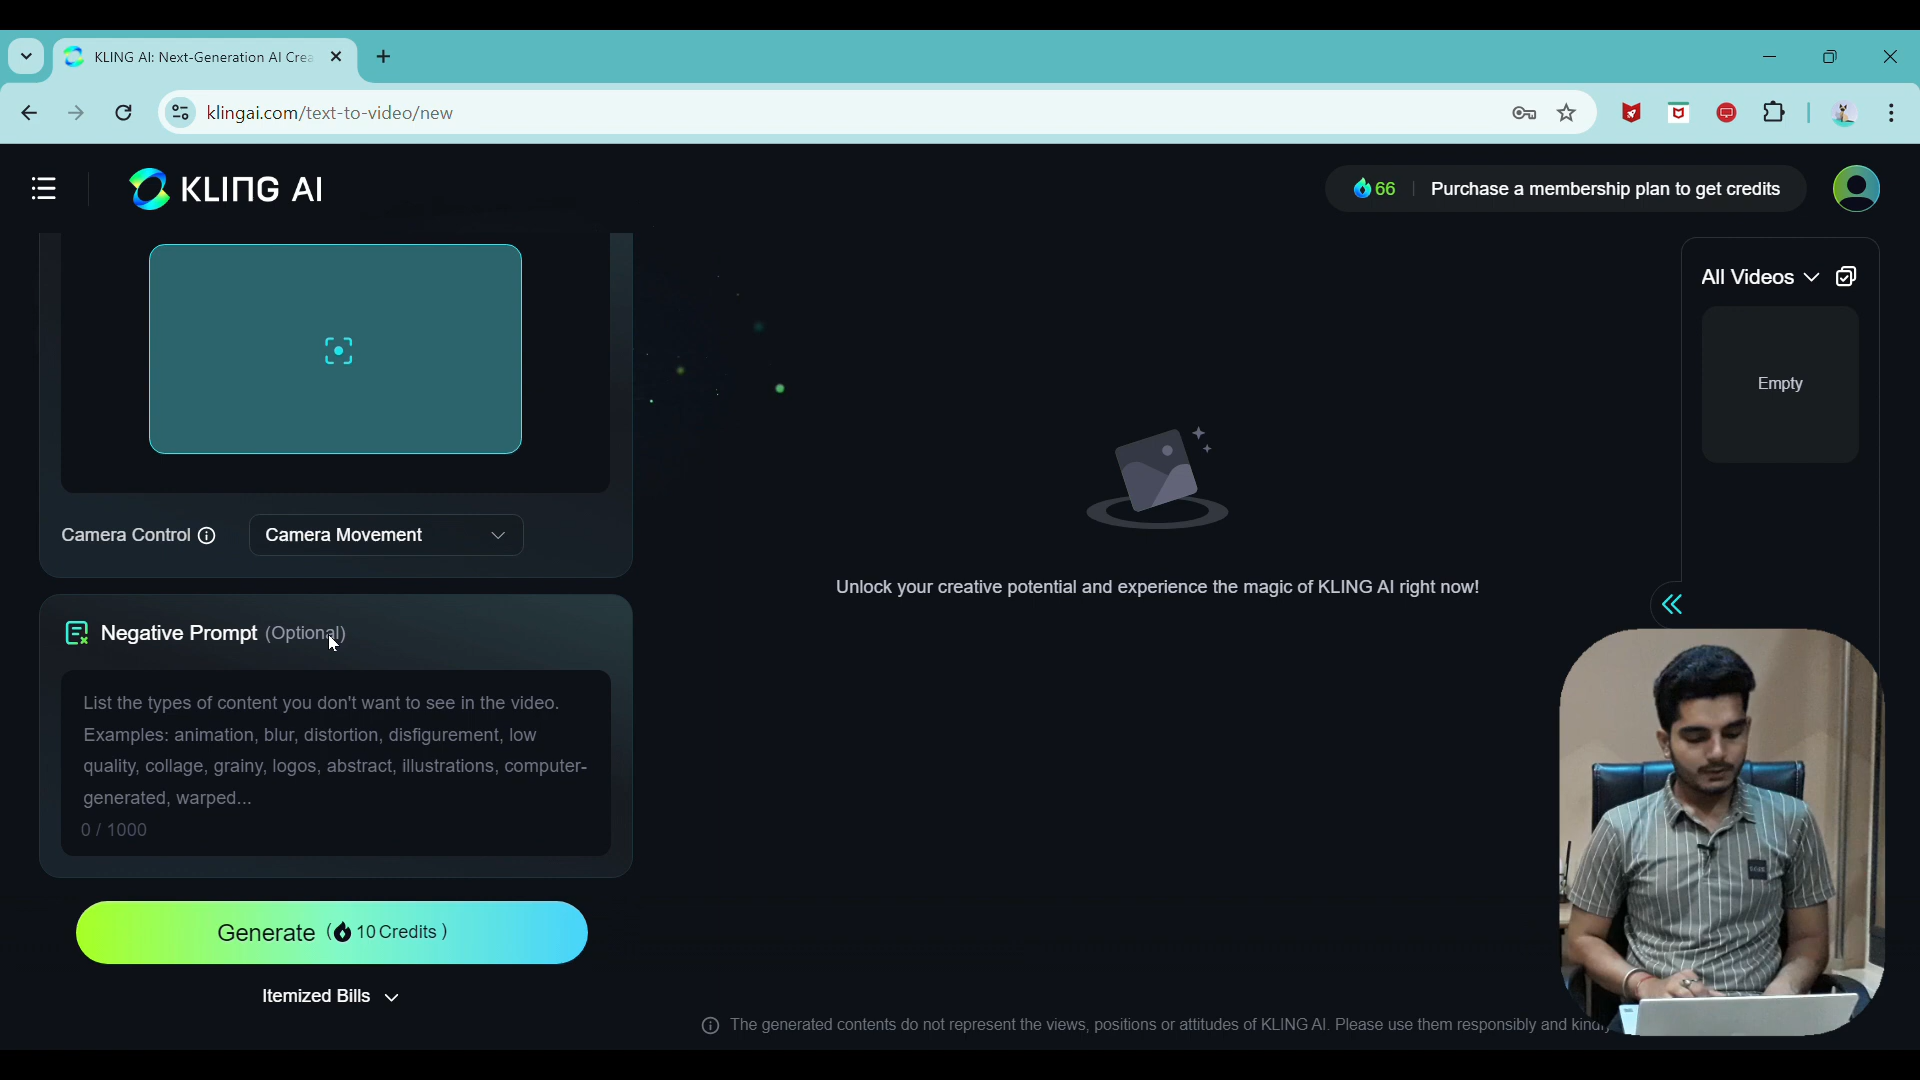 KLING AI: Next-Generation AI Crea
klingai.com/text-to-video/new
KLING AI
66
Purchase a membership plan to get credits
All Videos
Empty
Camera Control
Camera Movement
Unlock your creative potential and experience the magic of KLING AI right now!
Negative Prompt (Optional)
List the types of content you don't want to see in the video.
Examples: animation, blur, distortion, disfigurement, low
quality, collage, grainy, logos, abstract, illustrations, computer-
generated, warped...
0 / 1000
Generate ( 10 Credits )
Itemized Bills
The generated contents do not represent the views, positions or attitudes of KLING AI. Please use them responsibly and